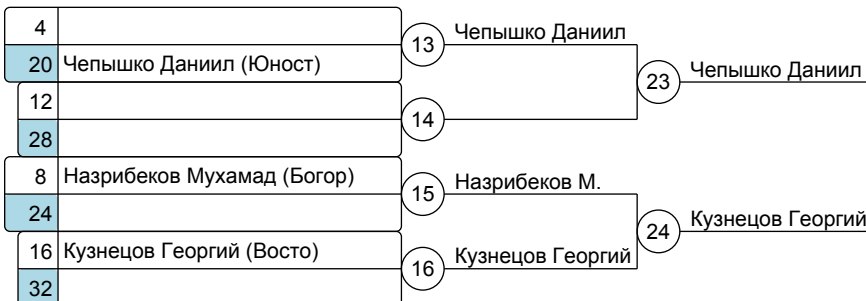 4
13 Чепышко Даниил
20 Чепышко Даниил (Юност)
23 Чепышко Даниил
12
14
28
8 Назрибеков Мухамад (Богор)
15 Назрибеков М.
24
24 Кузнецов Георгий
16 Кузнецов Георгий (Восто)
16 Кузнецов Георгий
32